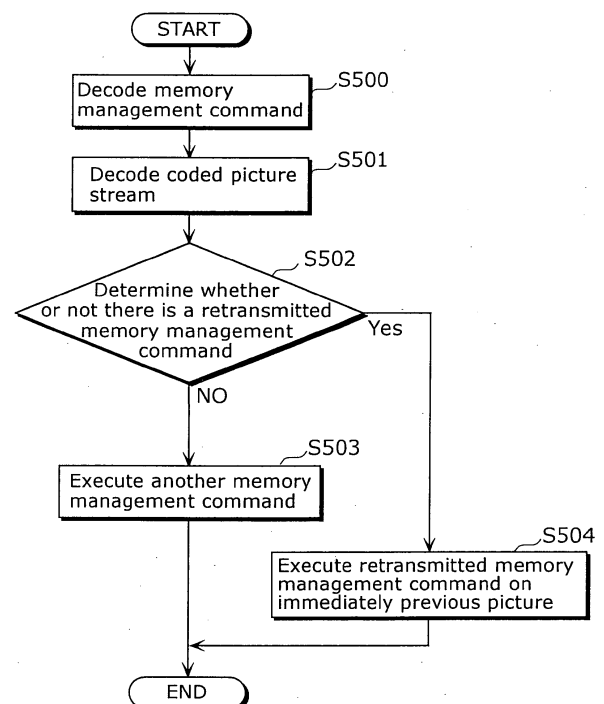 START
Decode memory
management command
S500
Decode coded picture
stream
S501
S502
Determine whether
or not there is a retransmitted
memory management
command
Yes
NO
S503
Execute another memory
management command
S504
Execute retransmitted memory
management command on
immediately previous picture
END